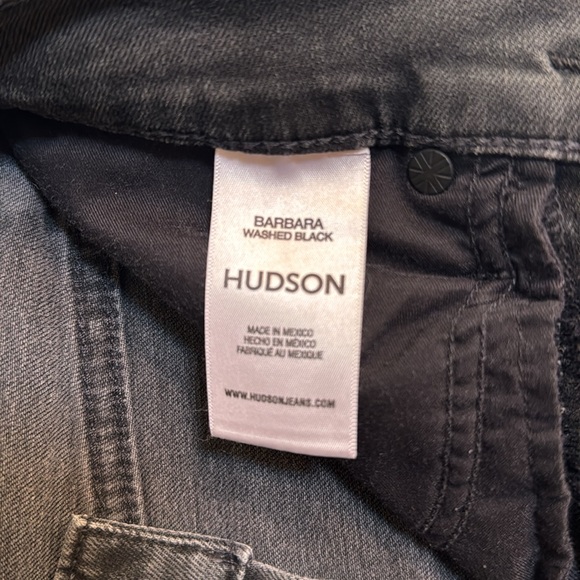 BARBARA
WASHED BLACK
HUDSON
MADE IN MEXICO
HECHO EN MÉXICO
FABRIQUÉ AU MEXIQUE
WWW.HUDSONJEANS.COM